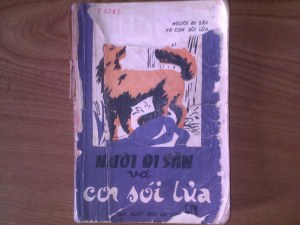 NGƯỜI ĐI SĂN
VÀ CON SÓI LỬA
NGƯỜI ĐI SĂN
và
con sói lửa